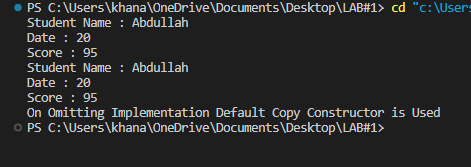 PS C:\Users\khana\OneDrive\Documents\Desktop\LAB#1> cd "c:\Users
Student Name : Abdullah
Date : 20
Score : 95
Student Name : Abdullah
Date : 20
Score : 95
On Omitting Implementation Default Copy Constructor is Used
PS C:\Users\khana\OneDrive\Documents\Desktop\LAB#1>